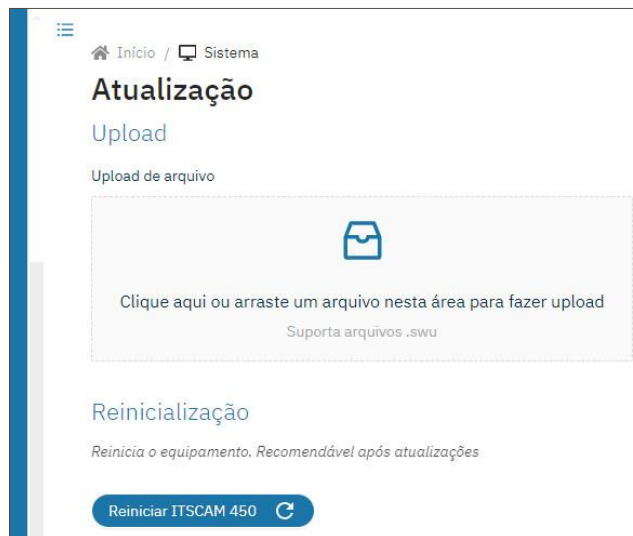 Início / Sistema
Atualização
Upload
Upload de arquivo
Clique aqui ou arraste um arquivo nesta área para fazer upload
Suporta arquivos .swu
Reinicialização
Reinicia o equipamento. Recomendável após atualizações
Reiniciar ITSCAM 450